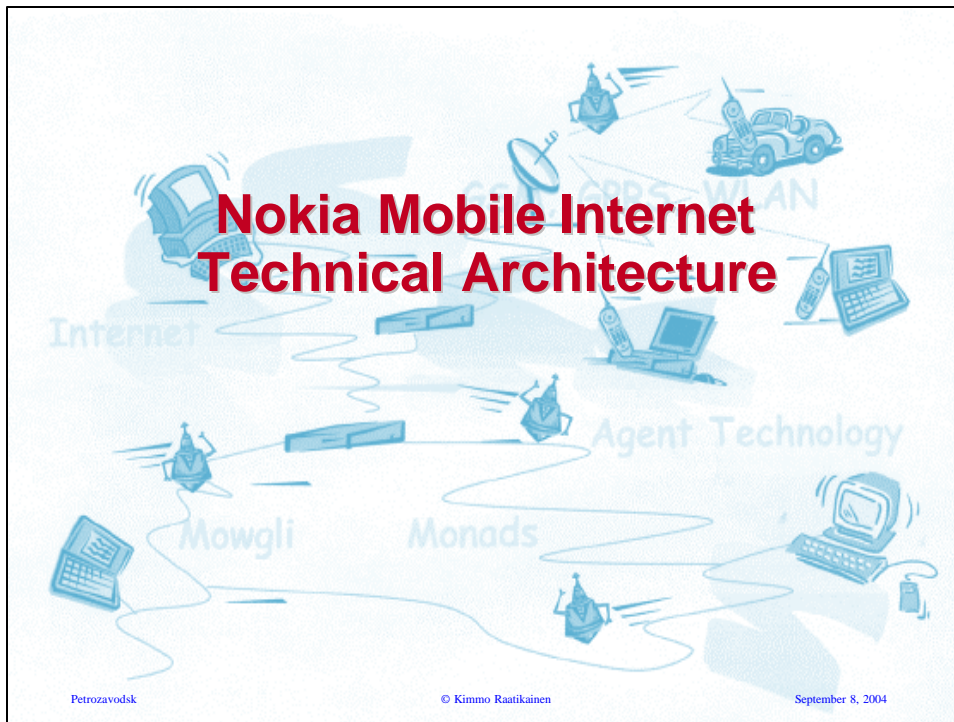 GSM, GPRS, WLAN
Nokia Mobile Internet
Technical Architecture
Internet
Agent Technology
Mowgli
Monads
Petrozavodsk
© Kimmo Raatikainen
September 8, 2004